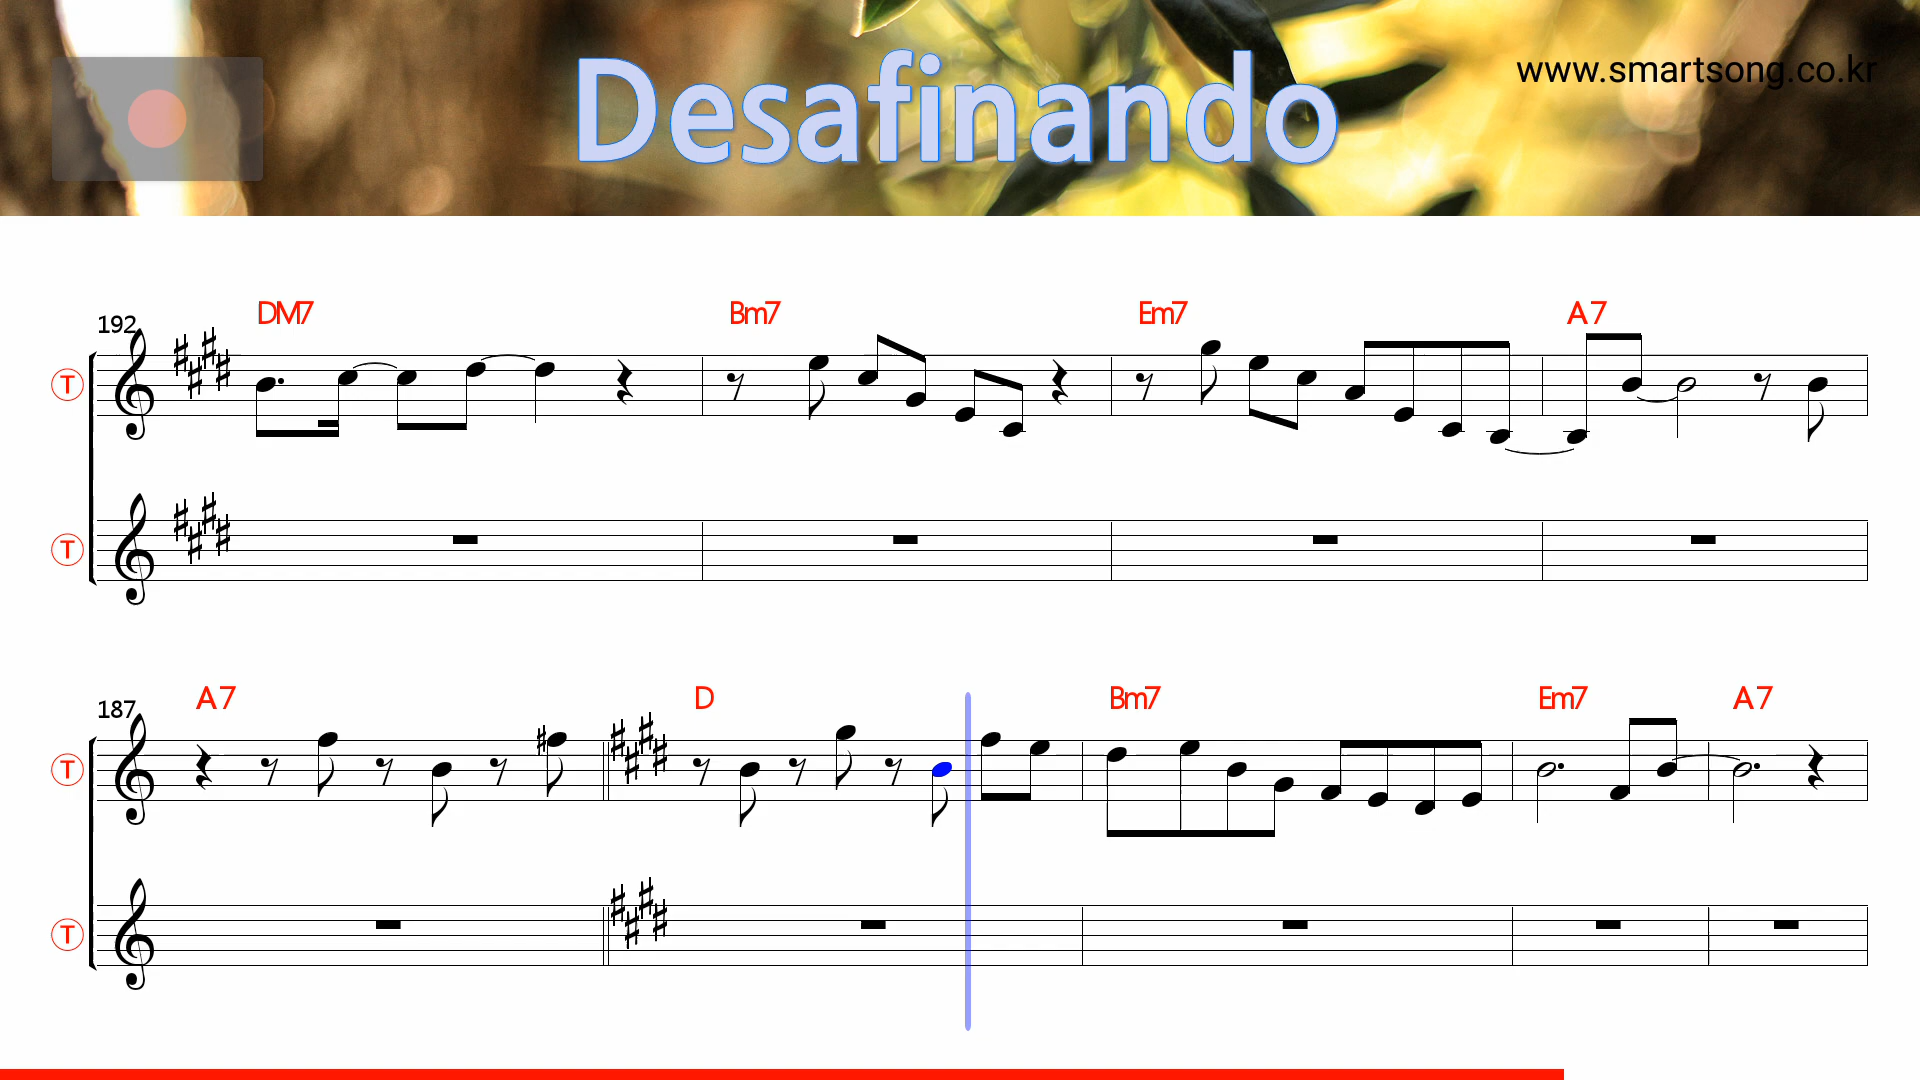 Desafinando
www.smartsong.co.kr
192
DM7 Bm7 Em7 A7
T
T
187
A7 D Bm7 Em7 A7
T
T